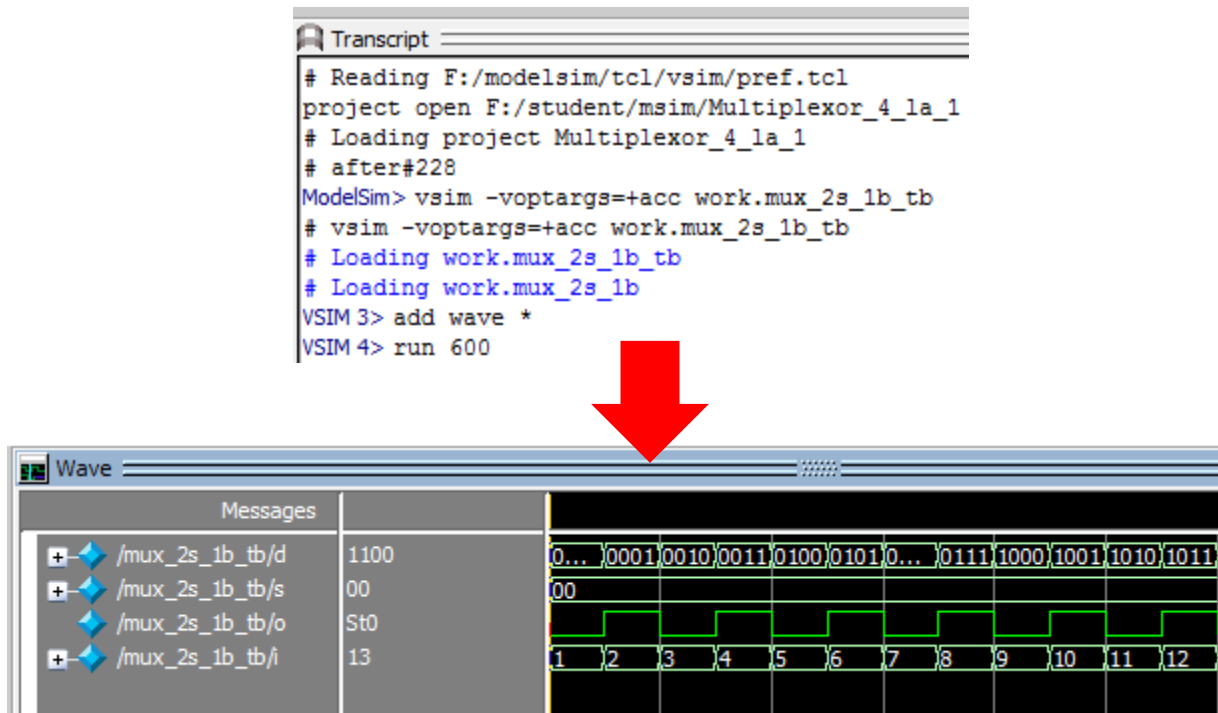 Transcript
# Reading F:/modelsim/tcl/vsim/pref.tcl
project open F:/student/msim/Multiplexor_4_la_1
# Loading project Multiplexor_4_la_1
# after#228
ModelSim> vsim -voptargs=+acc work.mux_2s_1b_tb
# vsim -voptargs=+acc work.mux_2s_1b_tb
# Loading work.mux_2s_1b_tb
# Loading work.mux_2s_1b
VSIM 3> add wave *
VSIM 4> run 600
Wave
Messages
/mux_2s_1b_tb/d 1100 0... 0001 0010 0011 0100 0101 0... 0111 1000 1001 1010 1011
/mux_2s_1b_tb/s 00 00
/mux_2s_1b_tb/o St0
/mux_2s_1b_tb/i 13 1 2 3 4 5 6 7 8 9 10 11 12